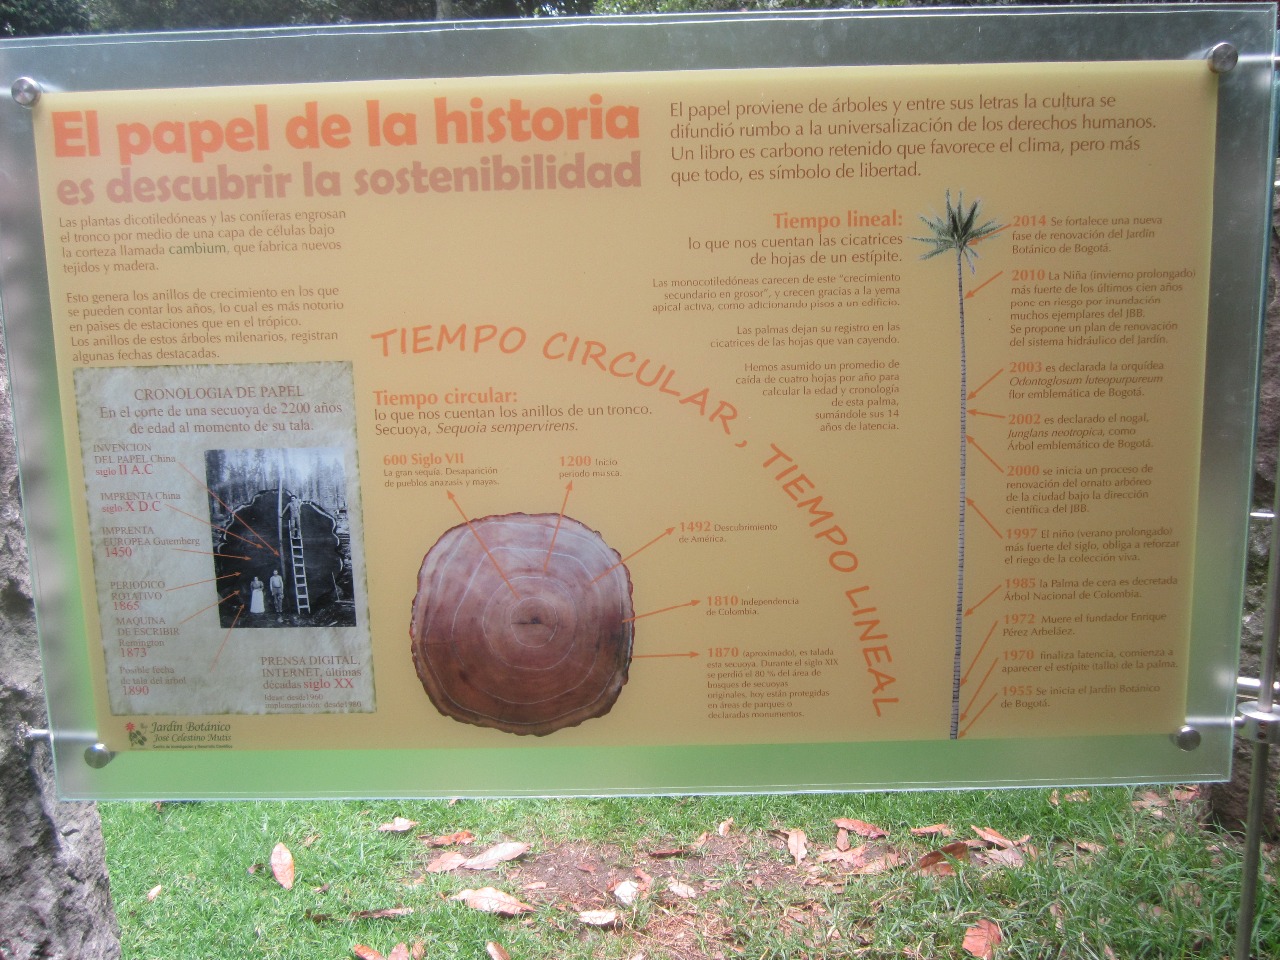 El papel de la historia
es descubrir la sostenibilidad
El papel proviene de árboles y entre sus letras la cultura se
difundió rumbo a la universalización de los derechos humanos.
Un libro es carbono retenido que favorece el clima, pero más
que todo, es símbolo de libertad.
Las plantas dicotiledóneas y las coníferas engrosan
el tronco por medio de una capa de células bajo
la corteza llamada cambium, que fabrica nuevos
tejidos y madera.
Esto genera los anillos de crecimiento en los que
se pueden contar los años, lo cual es más notorio
en paises de estaciones que en el trópico.
Los anillos de estos árboles milenarios, registran
algunas fechas destacadas.
CRONOLOGIA DE PAPEL
En el corte de una secuoya de 2200 años
de edad al momento de su tala.
INVENCION
DEL PAPEL China
siglo II A.C
IMPRENTA China
siglo X D.C
IMPRENTA
EUROPEA Gutemberg
1450
PERIODICO
ROTATIVO
1865
MAQUINA
DE ESCRIBIR
Remington
1873
Posible fecha
de tala del árbol
1890
PRENSA DIGITAL,
INTERNET, últimas
décadas siglo XX
Ideas: desde1960
implementación: desde1980
Jardín Botánico
José Celestino Mutis
Centro de Investigación y Desarrollo Científico
TIEMPO CIRCULAR, TIEMPO LINEAL
Tiempo circular:
lo que nos cuentan los anillos de un tronco.
Secuoya, Sequoia sempervirens.
600 Siglo VII
La gran sequía. Desaparición
de pueblos anazasis y mayas.
1200 Inicio
periodo muisca.
1492 Descubrimiento
de América.
1810 Independencia
de Colombia.
1870 (aproximado), es talada
esta secuoya. Durante el siglo XIX
se perdió el 80 % del área de
bosques de secuoyas
originales, hoy están protegidas
en áreas de parques o
declaradas monumentos.
Tiempo lineal:
lo que nos cuentan las cicatrices
de hojas de un estípite.
Las monocotiledóneas carecen de este "crecimiento
secundario en grosor", y crecen gracias a la yema
apical activa, como adicionando pisos a un edificio.
Las palmas dejan su registro en las
cicatrices de las hojas que van cayendo.
Hemos asumido un promedio de
caída de cuatro hojas por año para
calcular la edad y cronología
de esta palma,
sumándole sus 14
años de latencia.
2014 Se fortalece una nueva
fase de renovación del Jardín
Botánico de Bogotá.
2010 La Niña (invierno prolongado)
más fuerte de los últimos cien años
pone en riesgo por inundación
muchos ejemplares del JBB.
Se propone un plan de renovación
del sistema hidráulico del Jardín.
2003 es declarada la orquídea
Odontoglosum luteopurpureum
flor emblemática de Bogotá.
2002 es declarado el nogal,
Junglans neotropica, como
Árbol emblemático de Bogotá.
2000 se inicia un proceso de
renovación del ornato arbóreo
de la ciudad bajo la dirección
científica del JBB.
1997 El niño (verano prolongado)
más fuerte del siglo, obliga a reforzar
el riego de la colección viva.
1985 la Palma de cera es decretada
Árbol Nacional de Colombia.
1972 Muere el fundador Enrique
Pérez Arbeláez.
1970 finaliza latencia, comienza a
aparecer el estípite (tallo) de la palma.
1955 Se inicia el Jardín Botánico
de Bogotá.